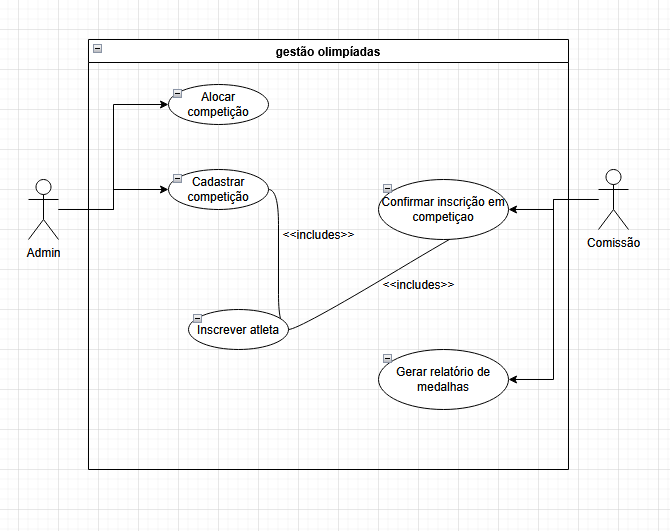 gestão olimpíadas
Alocar
competição
Cadastrar
competição
Confirmar inscrição em
competiçao
<<includes>>
Admin
Comissão
<<includes>>
Inscrever atleta
Gerar relatório de
medalhas